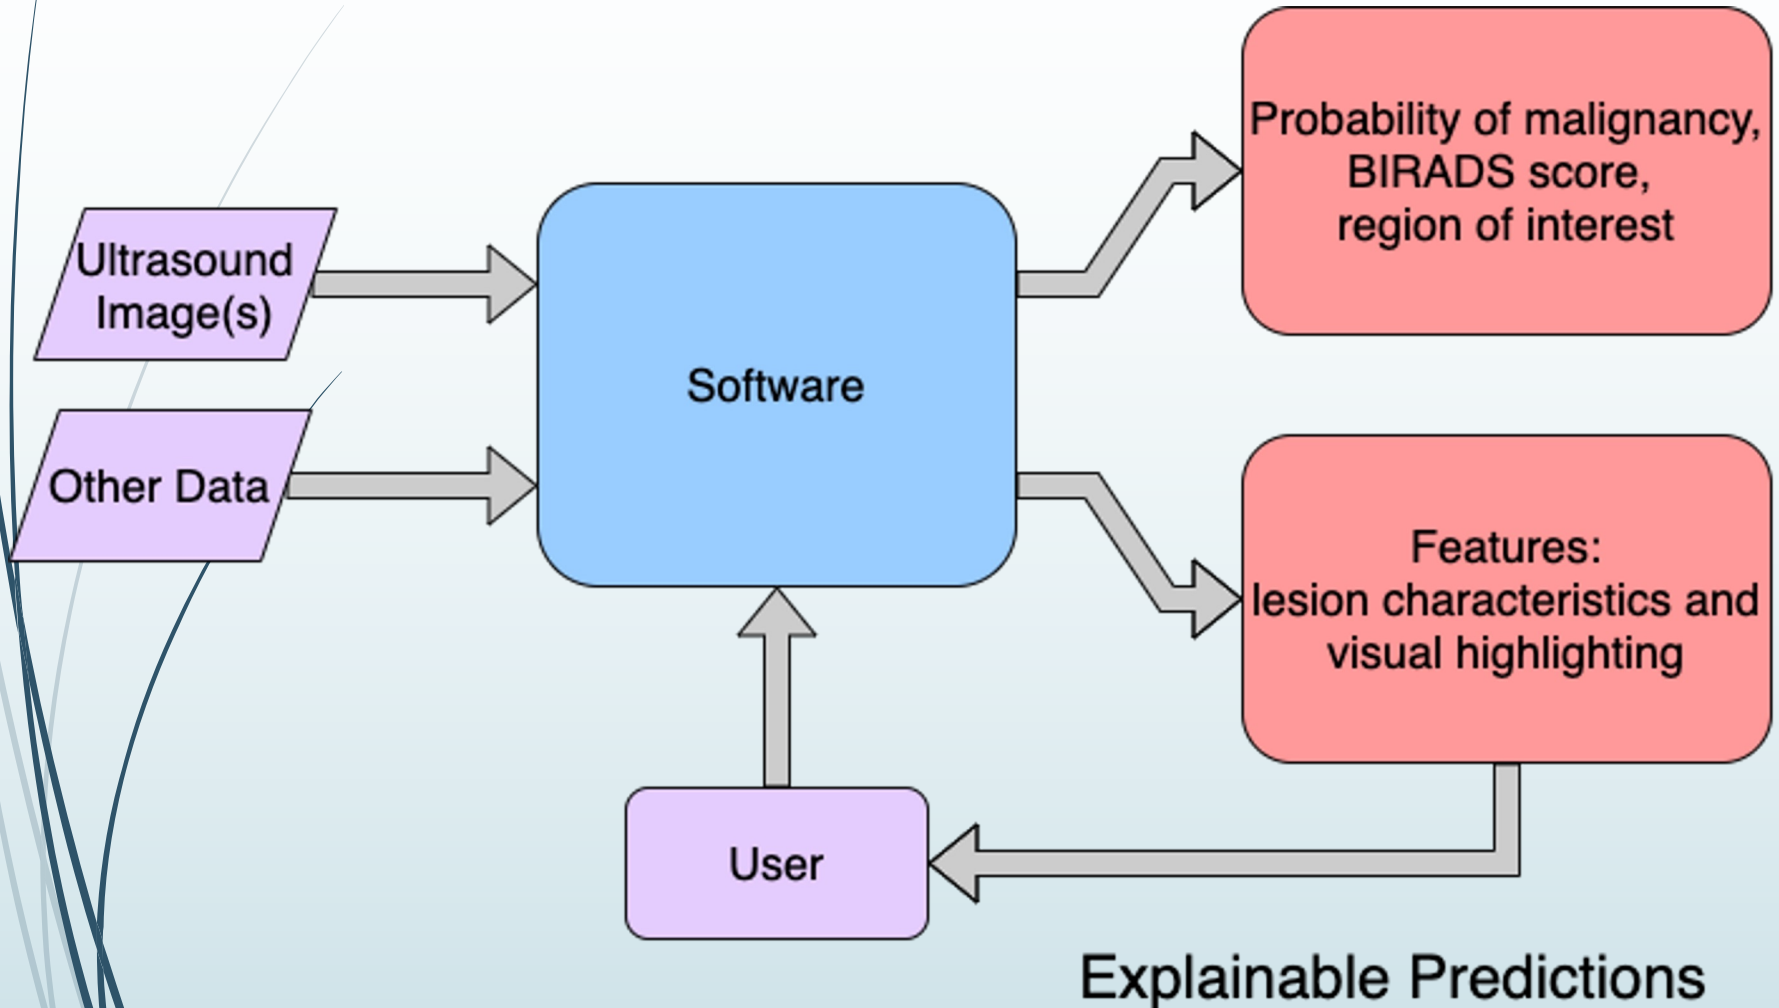 Ultrasound
Image(s)
Other Data
Software
Probability of malignancy,
BIRADS score,
region of interest
Features:
lesion characteristics and
visual highlighting
User
Explainable Predictions